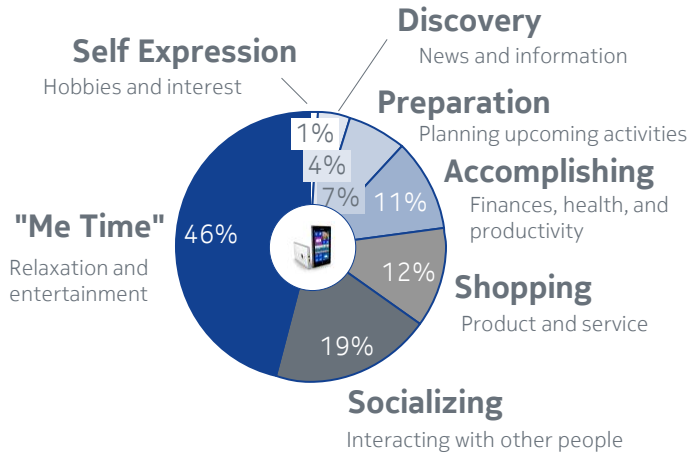 Discovery
News and information
Self Expression
Hobbies and interest
Preparation
Planning upcoming activities
1%
4%
7%
11%
Accomplishing
Finances, health, and
productivity
"Me Time"
46%
Relaxation and
entertainment
12%
Shopping
Product and service
19%
Socializing
Interacting with other people